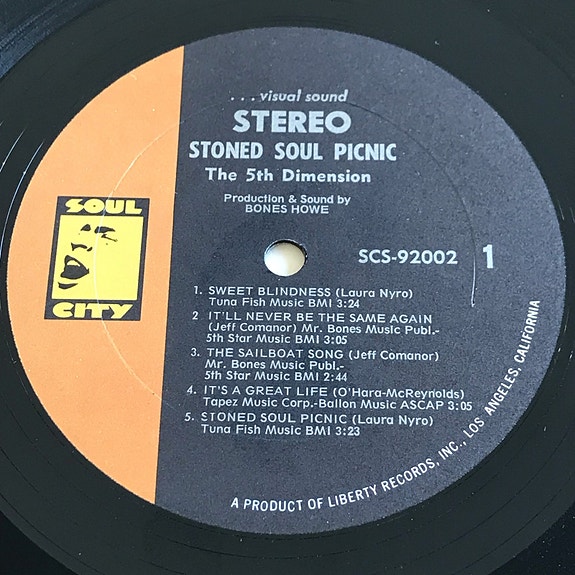 . . . visual sound
STEREO
STONED SOUL PICNIC
The 5th Dimension
Production & Sound by
BONES HOWE
SOUL
CITY
SCS-92002 1
1. SWEET BLINDNESS (Laura Nyro)
Tuna Fish Music BMI 3:24
2. IT'LL NEVER BE THE SAME AGAIN
(Jeff Comanor) Mr. Bones Music Publ.-
5th Star Music BMI 3:05
3. THE SAILBOAT SONG (Jeff Comanor)
Mr. Bones Music Publ.-
5th Star Music BMI 2:44
4. IT'S A GREAT LIFE (O'Hara-McReynolds)
Tapez Music Corp.-Ballon Music ASCAP 3:05
5. STONED SOUL PICNIC (Laura Nyro)
Tuna Fish Music BMI 3:23
A PRODUCT OF LIBERTY RECORDS, INC., LOS ANGELES, CALIFORNIA